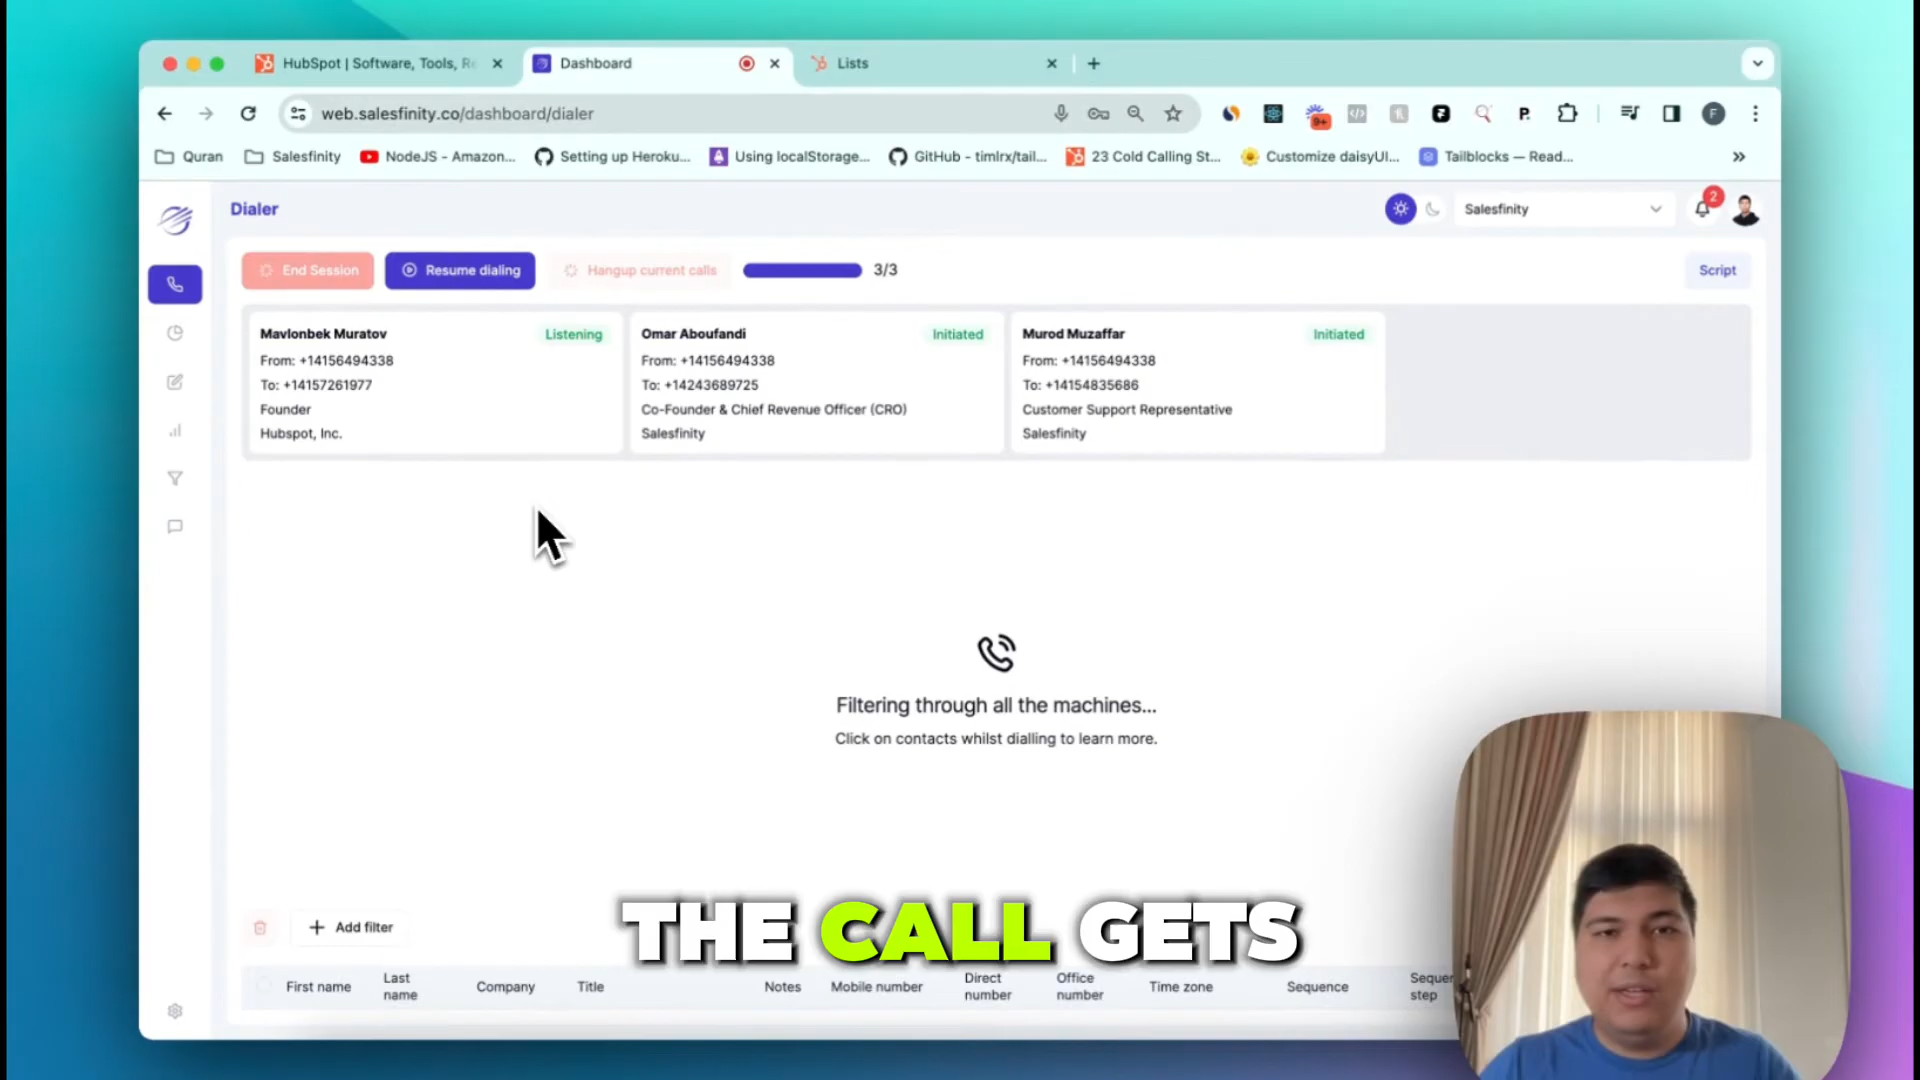 HubSpot | Software, Tools, Re
Dashboard
Lists
web.salesfinity.co/dashboard/dialer
9+
P.
F
Quran
Salesfinity
NodeJS - Amazon...
Setting up Heroku...
Using localStorage...
GitHub - timlrx/tail...
23 Cold Calling St...
Customize daisyUI...
Tailblocks — Read...
Dialer
Salesfinity
2
End Session
Resume dialing
Hangup current calls
3/3
Script
Mavlonbek Muratov
Listening
From: +14156494338
To: +14157261977
Founder
Hubspot, Inc.
Omar Aboufandi
Initiated
From: +14156494338
To: +14243689725
Co-Founder & Chief Revenue Officer (CRO)
Salesfinity
Murod Muzaffar
Initiated
From: +14156494338
To: +14154835686
Customer Support Representative
Salesfinity
Filtering through all the machines...
Click on contacts whilst dialling to learn more.
Add filter
THE CALL GETS
First name
Last
name
Company
Title
Notes
Mobile number
Direct
number
Office
number
Time zone
Sequence
Sequer
step